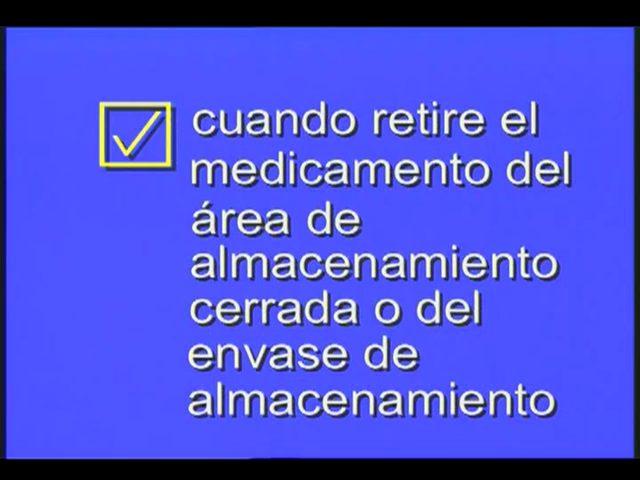 cuando retire el
medicamento del
área de
almacenamiento
cerrada o del
envase de
almacenamiento